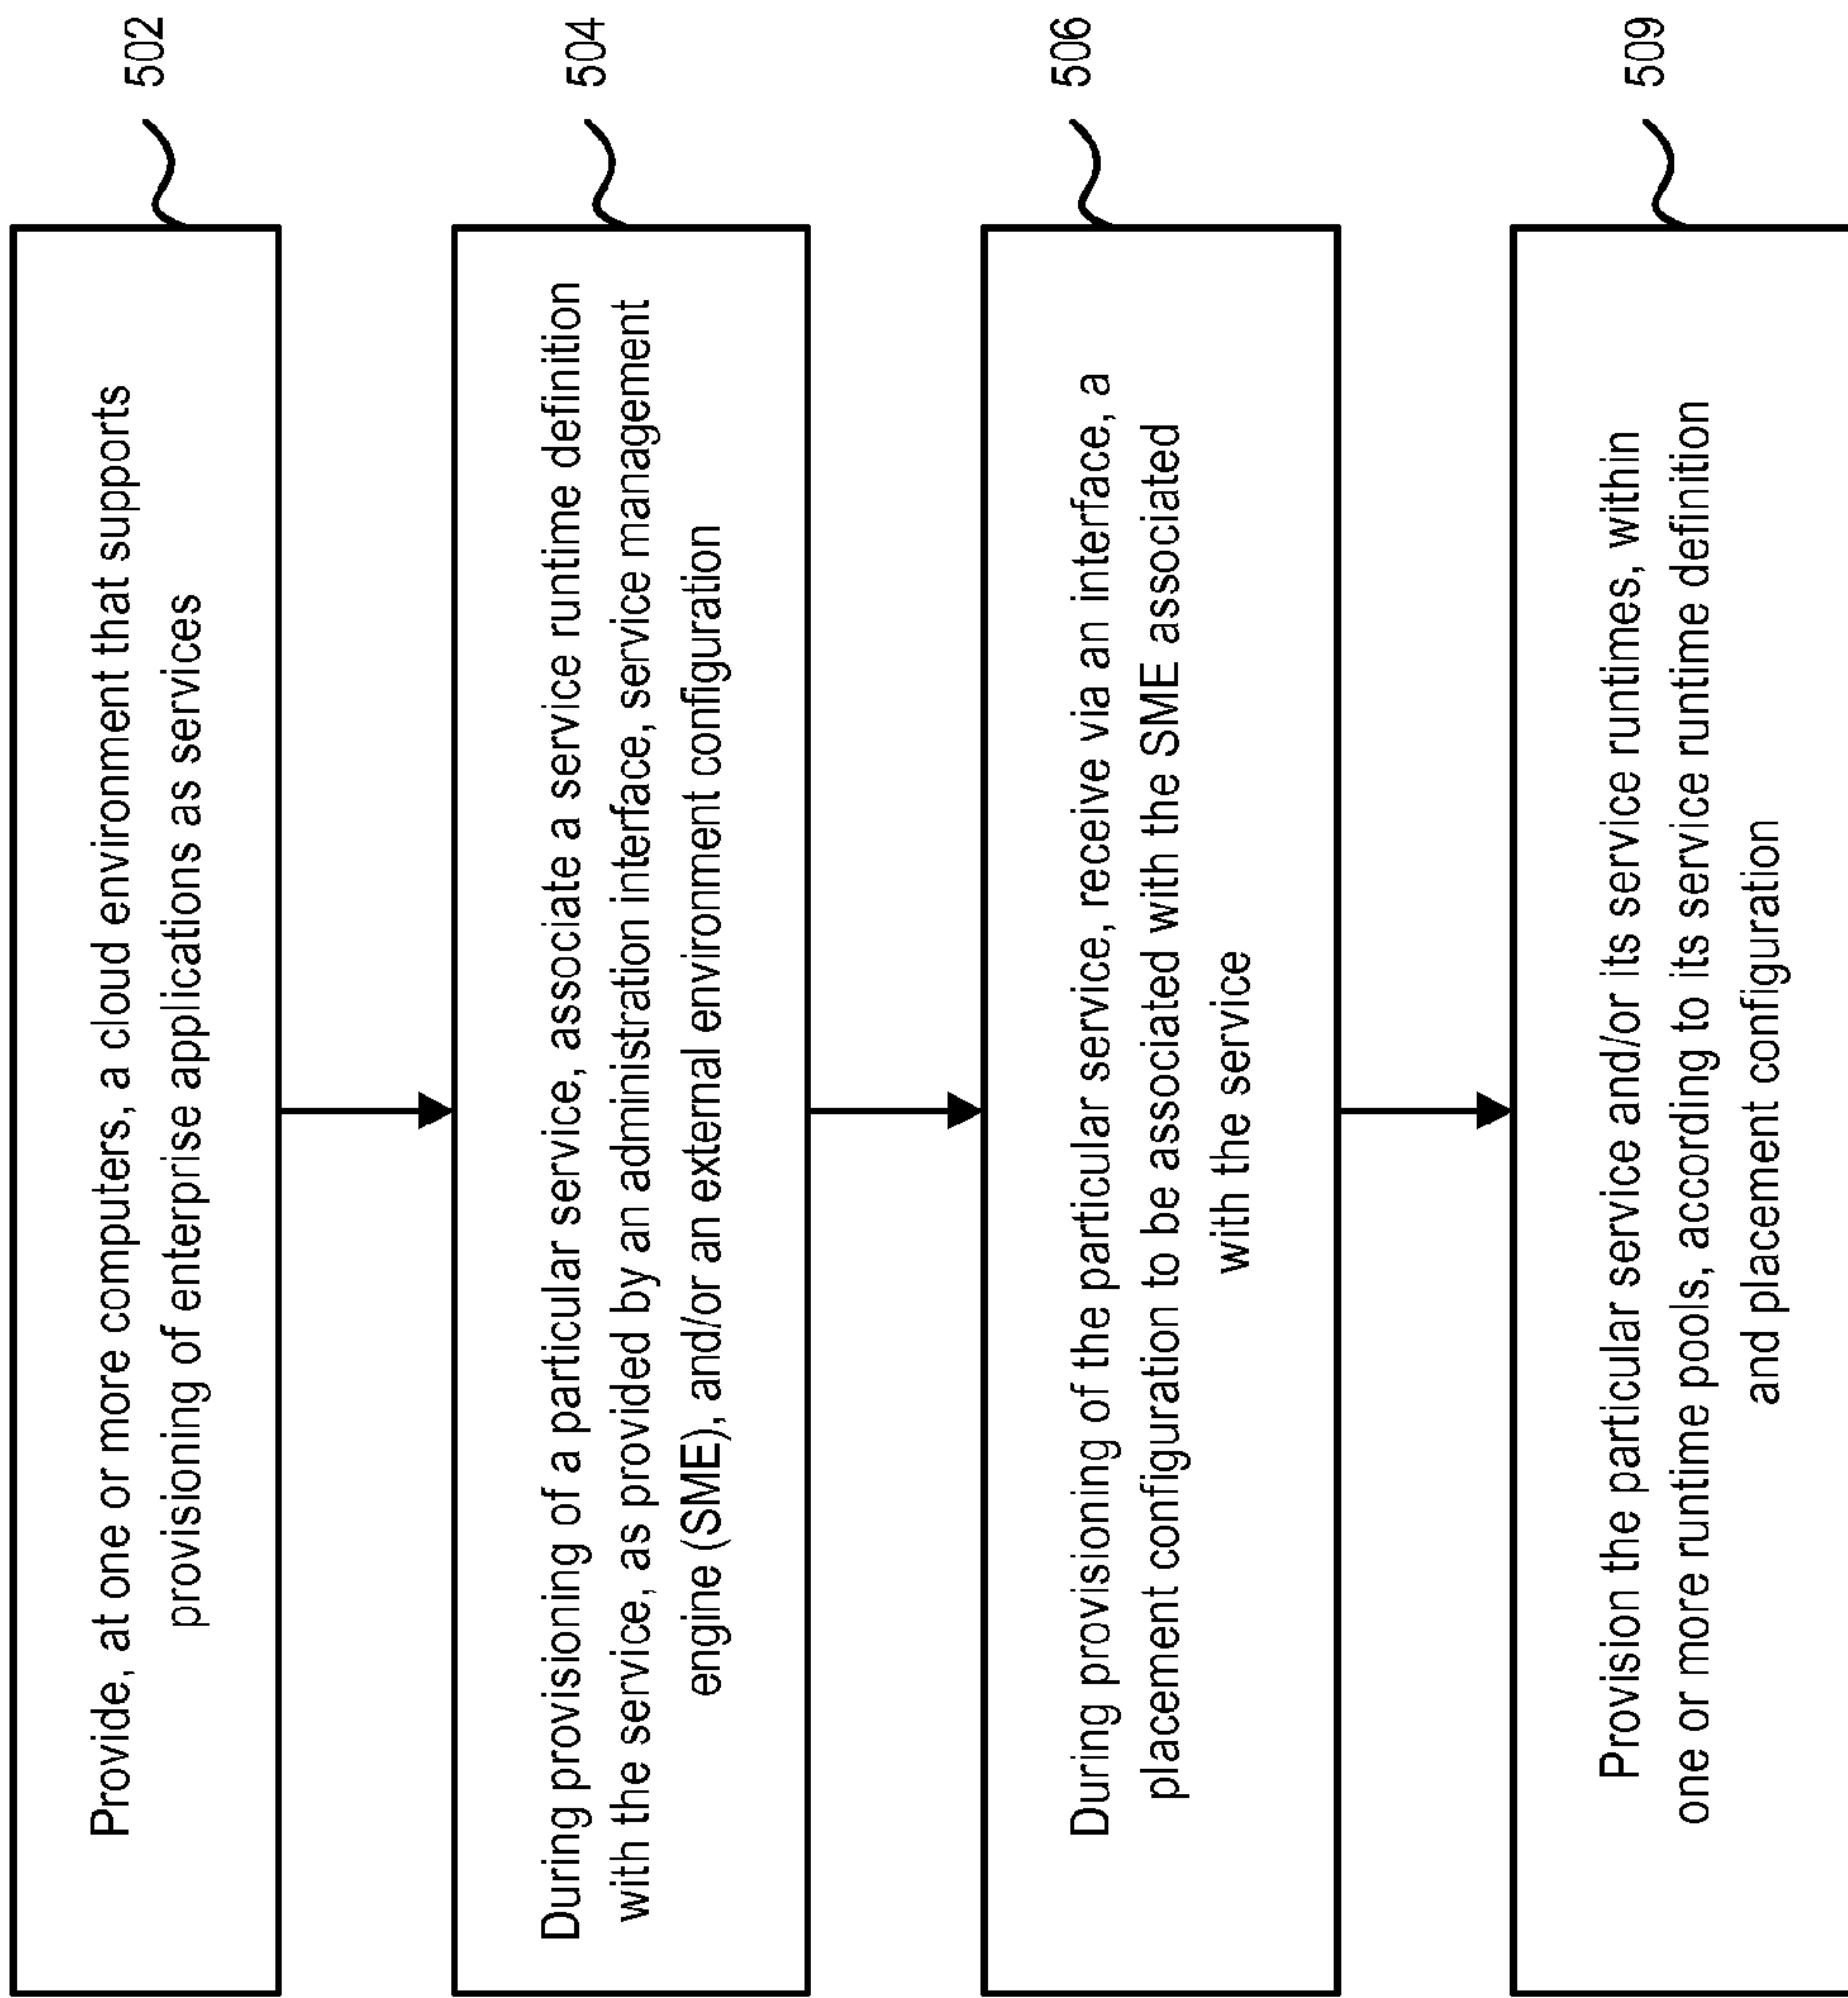 Provide, at one or more computers, a cloud environment that supports
provisioning of enterprise applications as services
502
During provisioning of a particular service, associate a service runtime definition
with the service, as provided by an administration interface, service management
engine (SME), and/or an external environment configuration
504
During provisioning of the particular service, receive via an interface, a
placement configuration to be associated with the SME associated
with the service
506
Provision the particular service and/or its service runtimes, within
one or more runtime pools, according to its service runtime definition
and placement configuration
509